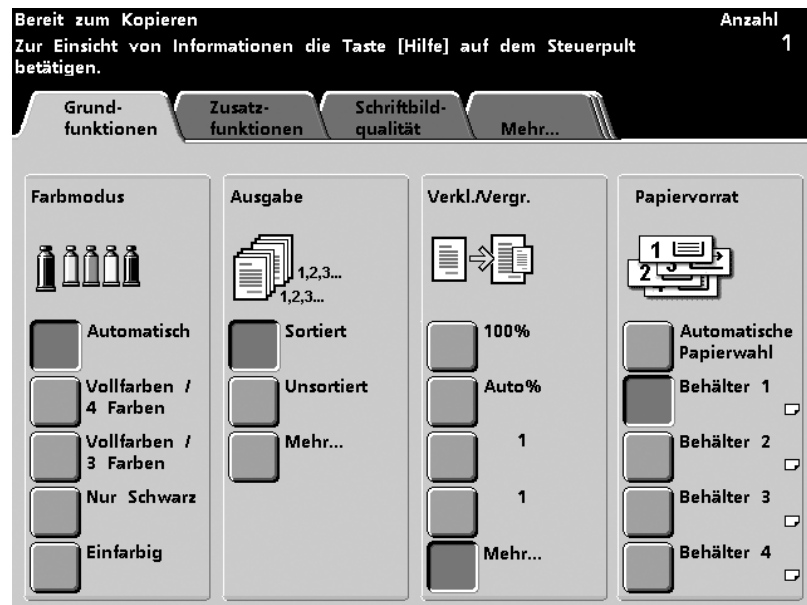 Bereit zum Kopieren
Anzahl
Zur Einsicht von Informationen die Taste [Hilfe] auf dem Steuerpult
1
betätigen.
Grund-
funktionen
Zusatz-
funktionen
Schriftbild-
qualität
Mehr...
Farbmodus
Automatisch
Vollfarben /
4 Farben
Vollfarben /
3 Farben
Nur Schwarz
Einfarbig
Ausgabe
1,2,3...
1,2,3...
Sortiert
Unsortiert
Mehr...
Verkl./Vergr.
100%
Auto%
1
1
Mehr...
Papiervorrat
1
2
3
Automatische
Papierwahl
Behälter 1
Behälter 2
Behälter 3
Behälter 4